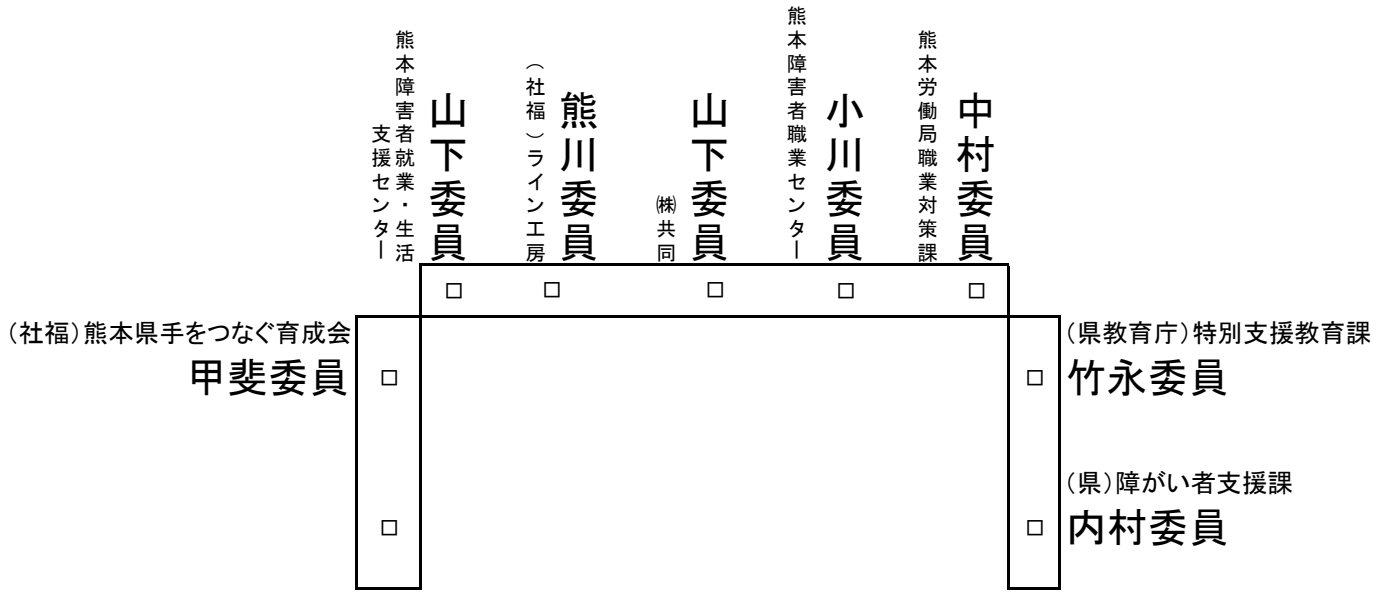 熊本労働局職業対策課
中村委員
熊本障害者職業センター
小川委員
㈱共同
山下委員
（社福）ライン工房
熊川委員
熊本障害者就業・生活
支援センター
山下委員
（社福）熊本県手をつなぐ育成会
甲斐委員
（県教育庁）特別支援教育課
竹永委員
（県）障がい者支援課
内村委員